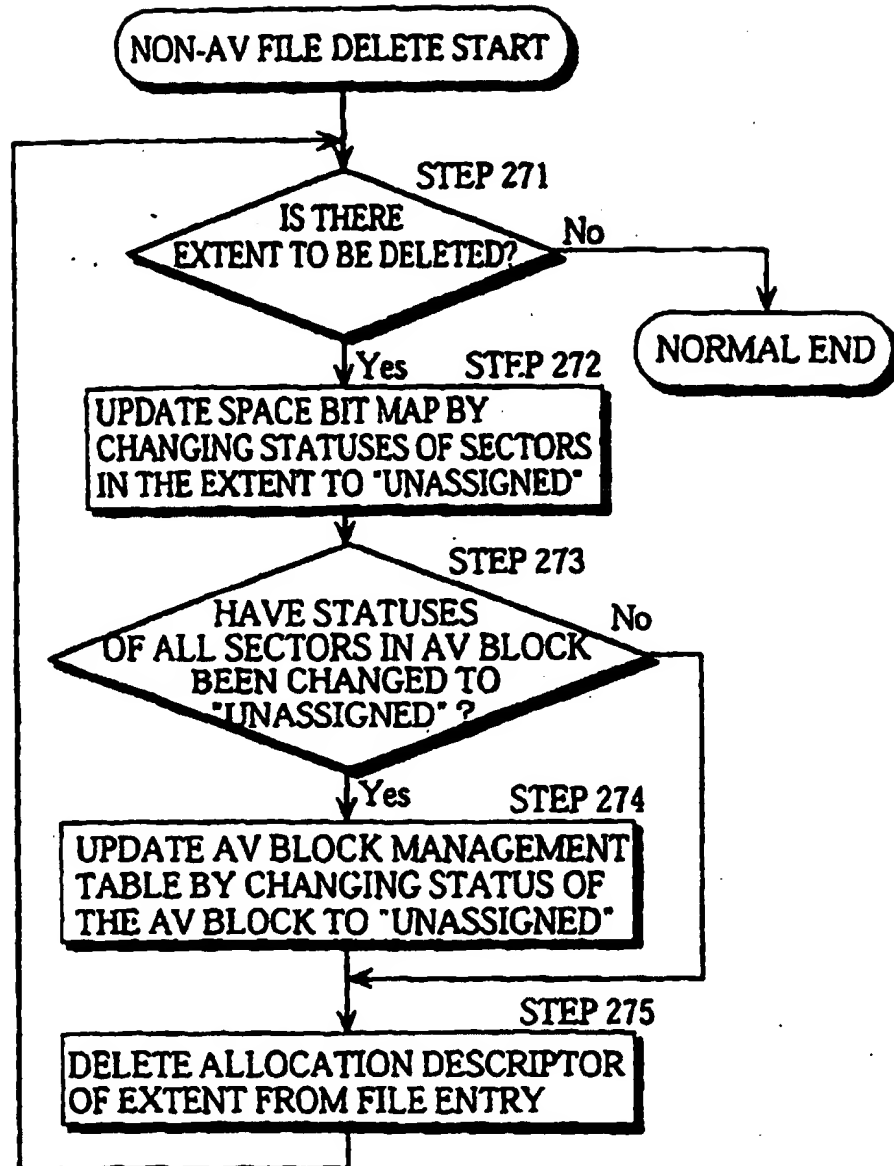 NON-AV FILE DELETE START
STEP 271
IS THERE
EXTENT TO BE DELETED?
No
NORMAL END
Yes
STEP 272
UPDATE SPACE BIT MAP BY
CHANGING STATUSES OF SECTORS
IN THE EXTENT TO "UNASSIGNED"
STEP 273
HAVE STATUSES
OF ALL SECTORS IN AV BLOCK
BEEN CHANGED TO
"UNASSIGNED" ?
No
Yes
STEP 274
UPDATE AV BLOCK MANAGEMENT
TABLE BY CHANGING STATUS OF
THE AV BLOCK TO "UNASSIGNED"
STEP 275
DELETE ALLOCATION DESCRIPTOR
OF EXTENT FROM FILE ENTRY